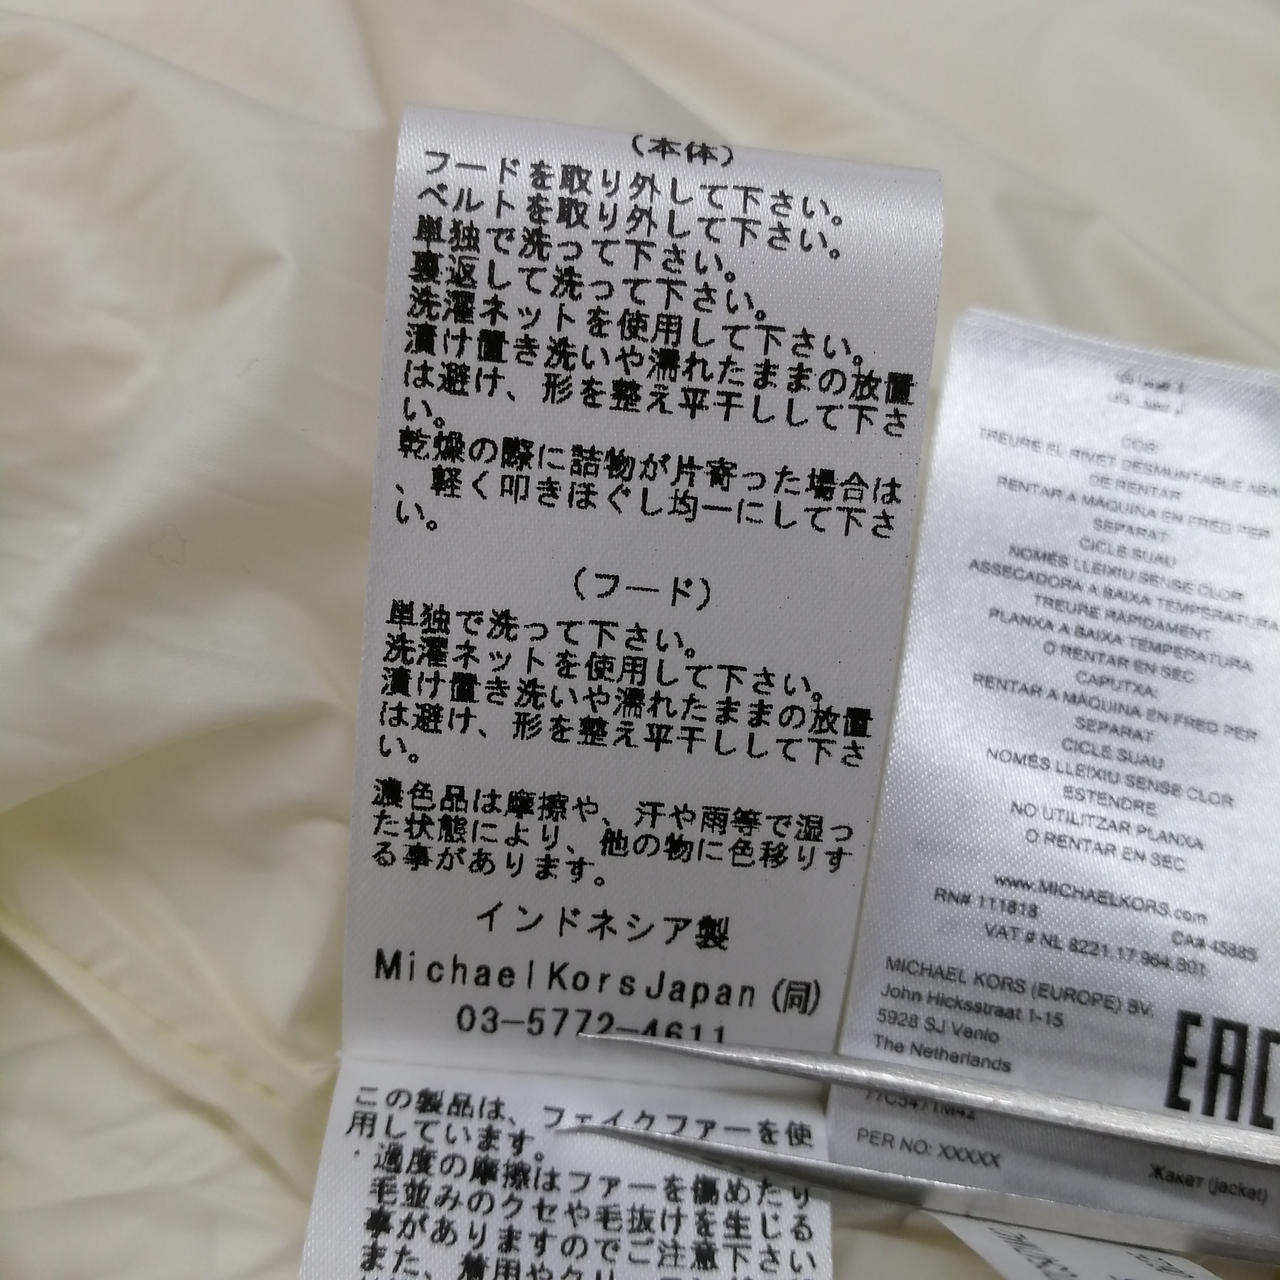 （本体）
フードを取り外して下さい。
ベルトを取り外して下さい。
単独で洗って下さい。
裏返して洗って下さい。
洗濯ネットを使用して下さい。
漬け置き洗いや濡れたままの放置
は避け、形を整え平干しして下さ
い。
乾燥の際に詰物が片寄った場合は
、軽く叩きほぐし均一にして下さ
い。
（フード）
単独で洗って下さい。
洗濯ネットを使用して下さい。
漬け置き洗いや濡れたままの放置
は避け、形を整え平干しして下さ
い。
濃色品は摩擦や、汗や雨等で湿っ
た状態により、他の物に色移りす
る事があります。
インドネシア製
MichaelKorsJapan（同）
03-5772-4611
この製品は、フェイクファーを使
用しています。
・過度の摩擦はファーを傷めたり
毛並みのクセや毛抜けを生じる
事がありますのでご注意下さい
また、着用やクリ
COR:
TREURE EL RIVET DESMUNTABLE ABA
DE RENTAR
RENTAR A MÀQUINA EN FRED PER
SEPARAT
CICLE SUAU
NOMÉS LLEIXIU SENSE CLOR
ASSECADORA A BAIXA TEMPERATURA
TREURE RÀPIDAMENT
PLANXA A BAIXA TEMPERATURA
O RENTAR EN SEC
CAPUTXA:
RENTAR A MÀQUINA EN FRED PER
SEPARAT
CICLE SUAU
NOMÉS LLEIXIU SENSE CLOR
ESTENDRE
NO UTILITZAR PLANXA
O RENTAR EN SEC
www.MICHAELKORS.com
RN# 111818 CA# 45885
VAT # NL 8221.17.964.B01
MICHAEL KORS (EUROPE) BV.
John Hicksstraat 1-15
5928 SJ Venlo
The Netherlands
EAC
77C5471M42
PER NO: XXXXX
Жакет (jacket)